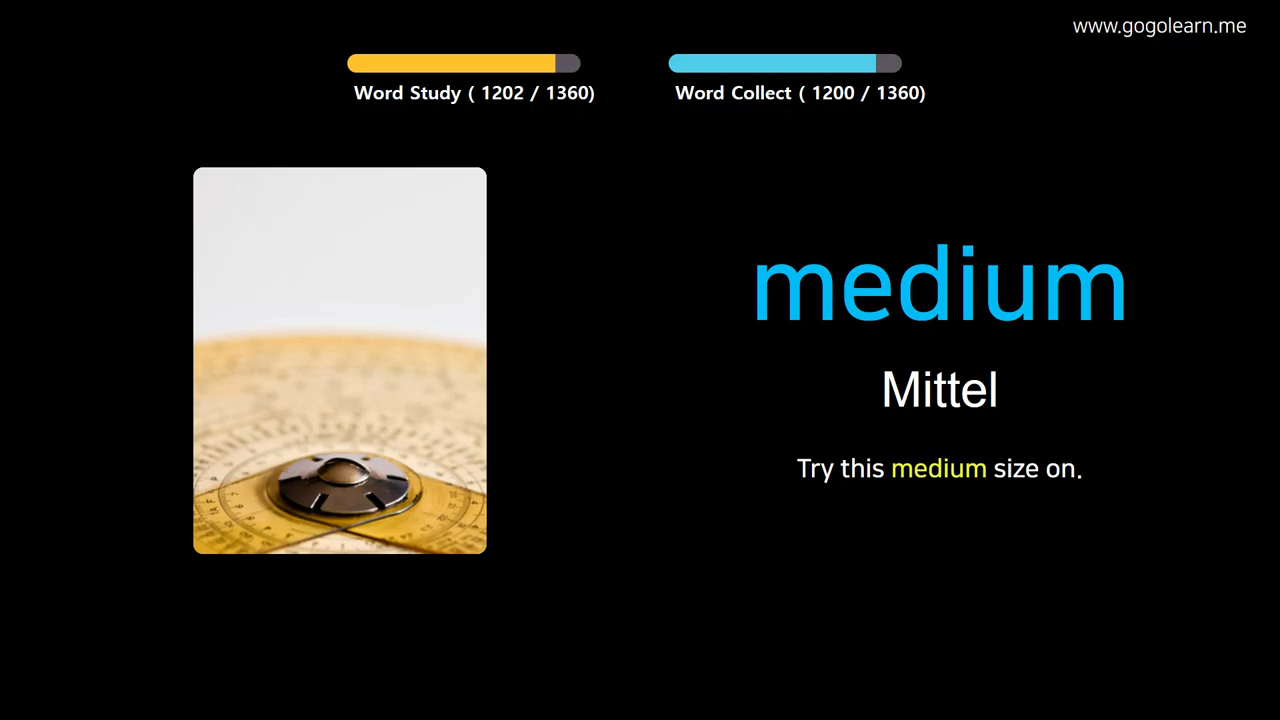 www.gogolearn.me
Word Study ( 1202 / 1360)
Word Collect ( 1200 / 1360)
medium
Mittel
Try this medium size on.